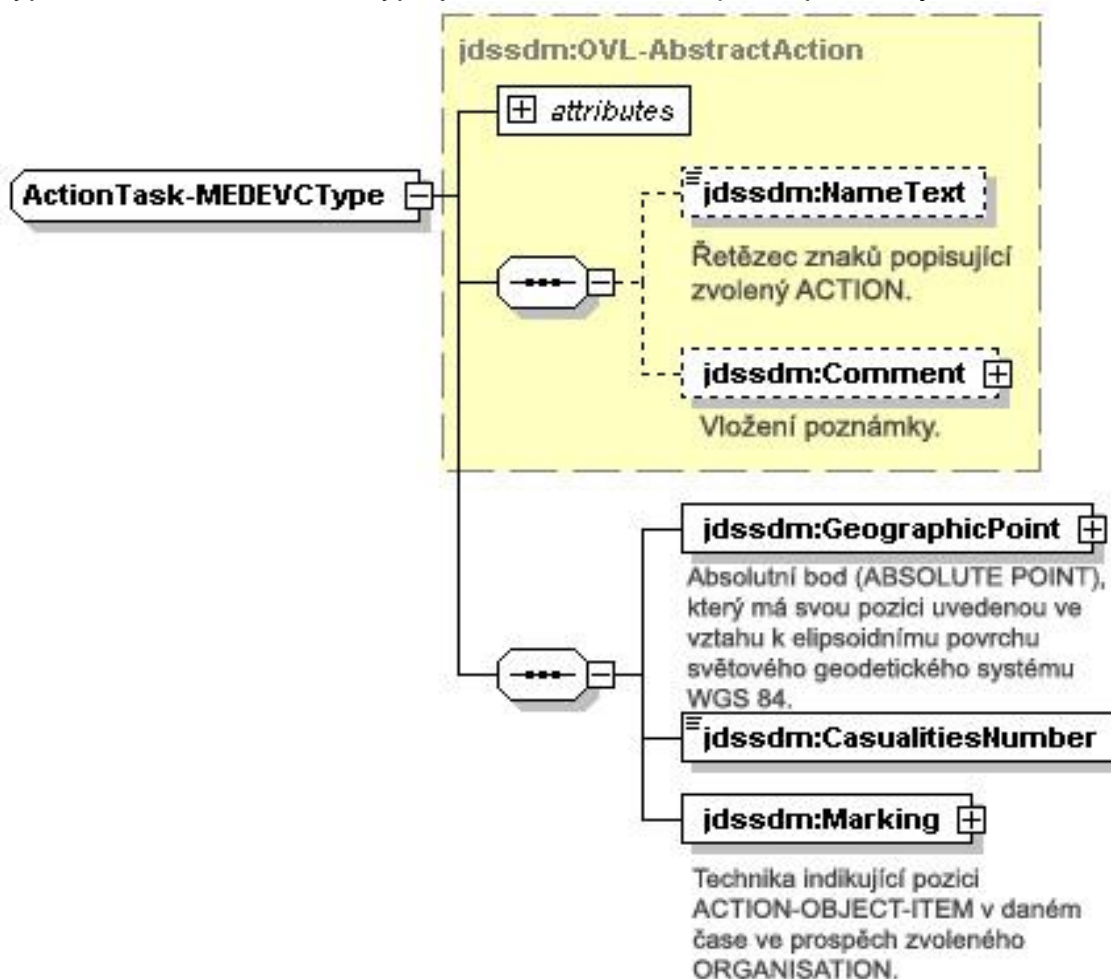 jdssdm:OVL-AbstractAction
attributes
ActionTask-MEDEVCType
jdssdm:NameText
Řetězec znaků popisující
zvolený ACTION.
jdssdm:Comment
Vložení poznámky.
jdssdm:GeographicPoint
Absolutní bod (ABSOLUTE POINT),
který má svou pozici uvedenou ve
vztahu k elipsoidnímu povrchu
světového geodetického systému
WGS 84.
jdssdm:CasualitiesNumber
jdssdm:Marking
Technika indikující pozici
ACTION-OBJECT-ITEM v daném
čase ve prospěch zvoleného
ORGANISATION.